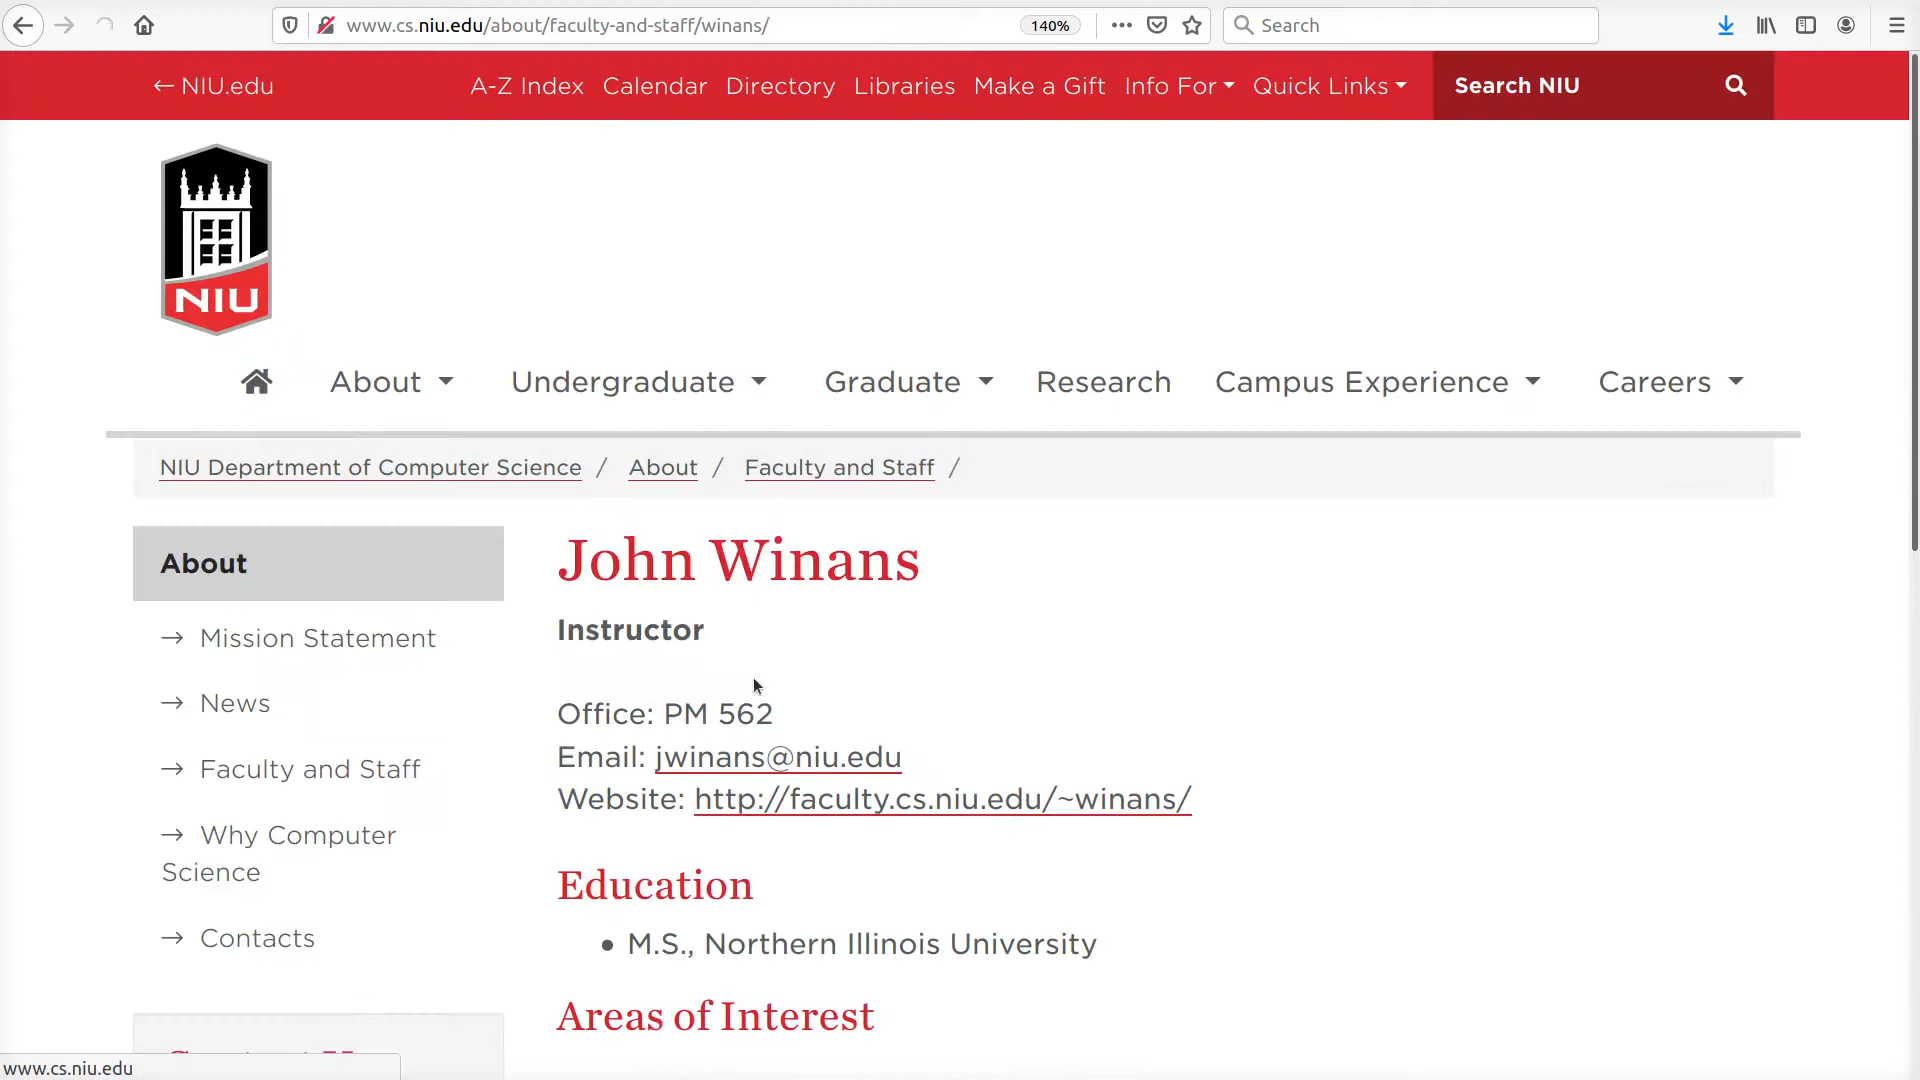 www.cs.niu.edu/about/faculty-and-staff/winans/
140%
Search
← NIU.edu
A-Z Index Calendar Directory Libraries Make a Gift Info For Quick Links
Search NIU
NIU
About Undergraduate Graduate Research Campus Experience Careers
NIU Department of Computer Science / About / Faculty and Staff /
About
→ Mission Statement
→ News
→ Faculty and Staff
→ Why Computer
Science
→ Contacts
John Winans
Instructor
Office: PM 562
Email: jwinans@niu.edu
Website: http://faculty.cs.niu.edu/~winans/
Education
• M.S., Northern Illinois University
Areas of Interest
www.cs.niu.edu